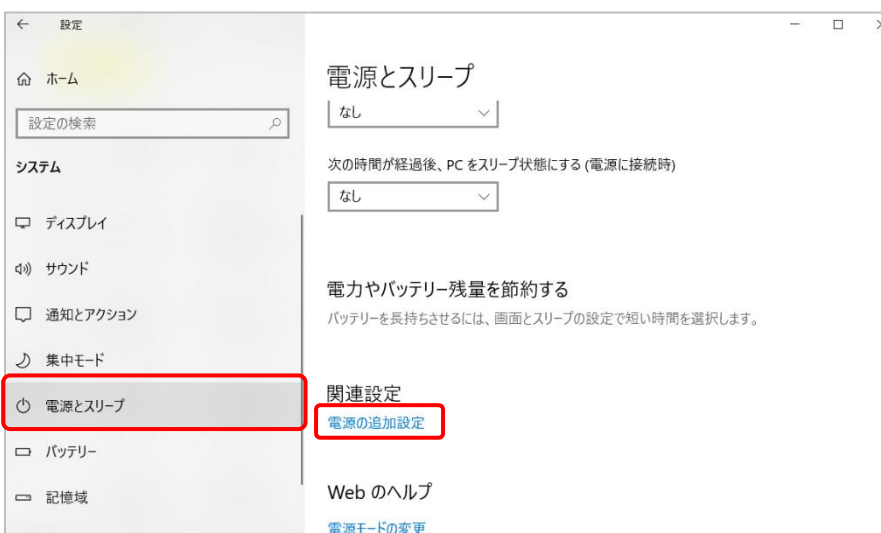 設定
ホーム
設定の検索
システム
ディスプレイ
サウンド
通知とアクション
集中モード
電源とスリープ
バッテリー
記憶域
電源とスリープ
なし
次の時間が経過後、PC をスリープ状態にする (電源に接続時)
なし
電力やバッテリー残量を節約する
バッテリーを長持ちさせるには、画面とスリープの設定で短い時間を選択します。
関連設定
電源の追加設定
Web のヘルプ
電源モードの変更